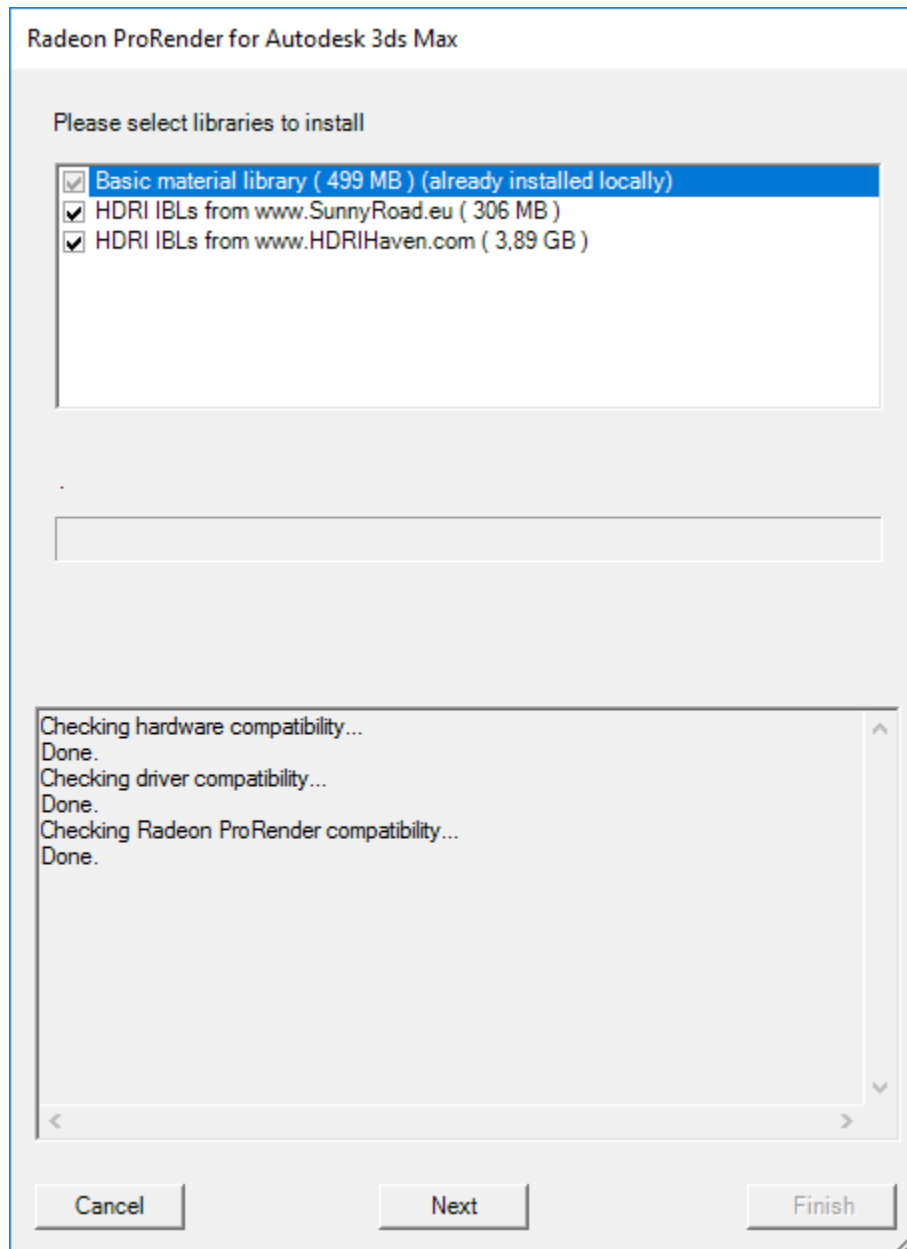 Radeon ProRender for Autodesk 3ds Max
Please select libraries to install
Basic material library ( 499 MB ) (already installed locally)
HDRI IBLs from www.SunnyRoad.eu ( 306 MB )
HDRI IBLs from www.HDRIHaven.com ( 3,89 GB )
.
Checking hardware compatibility...
Done.
Checking driver compatibility...
Done.
Checking Radeon ProRender compatibility...
Done.
Cancel
Next
Finish